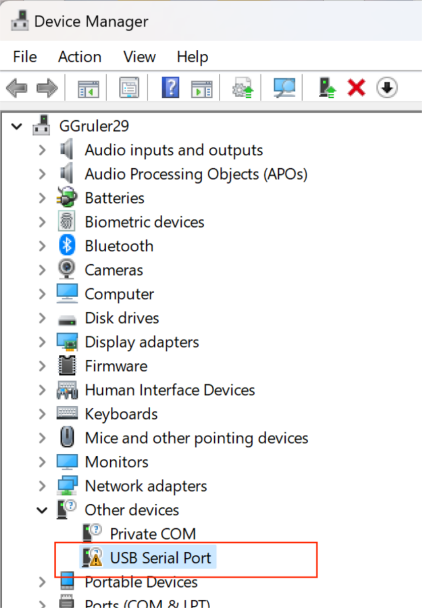 Device Manager
File Action View Help
GGruler29
Audio inputs and outputs
Audio Processing Objects (APOs)
Batteries
Biometric devices
Bluetooth
Cameras
Computer
Disk drives
Display adapters
Firmware
Human Interface Devices
Keyboards
Mice and other pointing devices
Monitors
Network adapters
Other devices
Private COM
USB Serial Port
Portable Devices
Ports (COM & LPT)